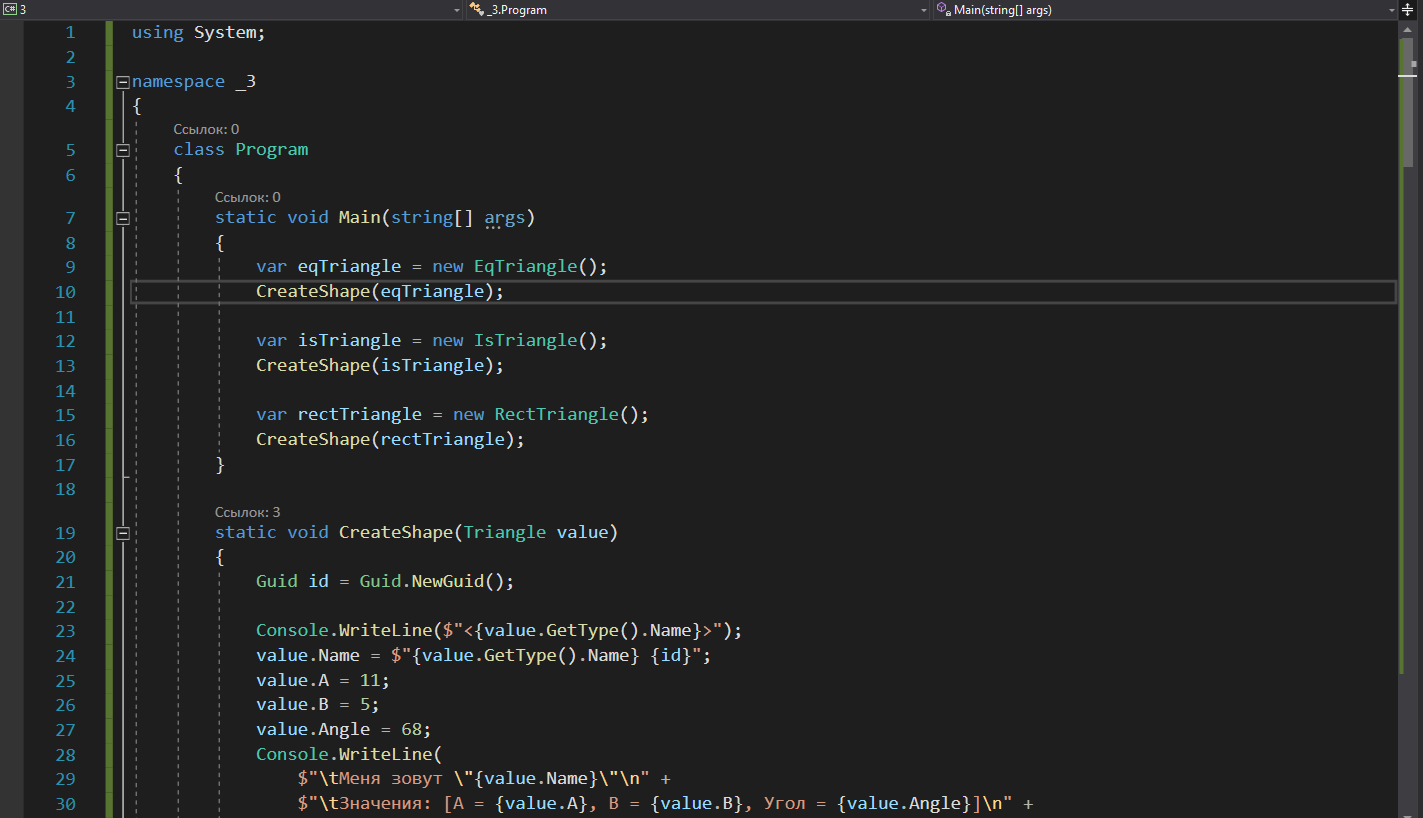 C# 3
_3.Program
Main(string[] args)
1 using System;
2
3 namespace _3
4 {
Ссылок: 0
5 class Program
6 {
Ссылок: 0
7 static void Main(string[] args)
8 {
9 var eqTriangle = new EqTriangle();
10 CreateShape(eqTriangle);
11
12 var isTriangle = new IsTriangle();
13 CreateShape(isTriangle);
14
15 var rectTriangle = new RectTriangle();
16 CreateShape(rectTriangle);
17 }
18
Ссылок: 3
19 static void CreateShape(Triangle value)
20 {
21 Guid id = Guid.NewGuid();
22
23 Console.WriteLine($"<{value.GetType().Name}>");
24 value.Name = $"{value.GetType().Name} {id}";
25 value.A = 11;
26 value.B = 5;
27 value.Angle = 68;
28 Console.WriteLine(
29 $"\tМеня зовут \"{value.Name}\"\n" +
30 $"\tЗначения: [A = {value.A}, B = {value.B}, Угол = {value.Angle}]\n" +